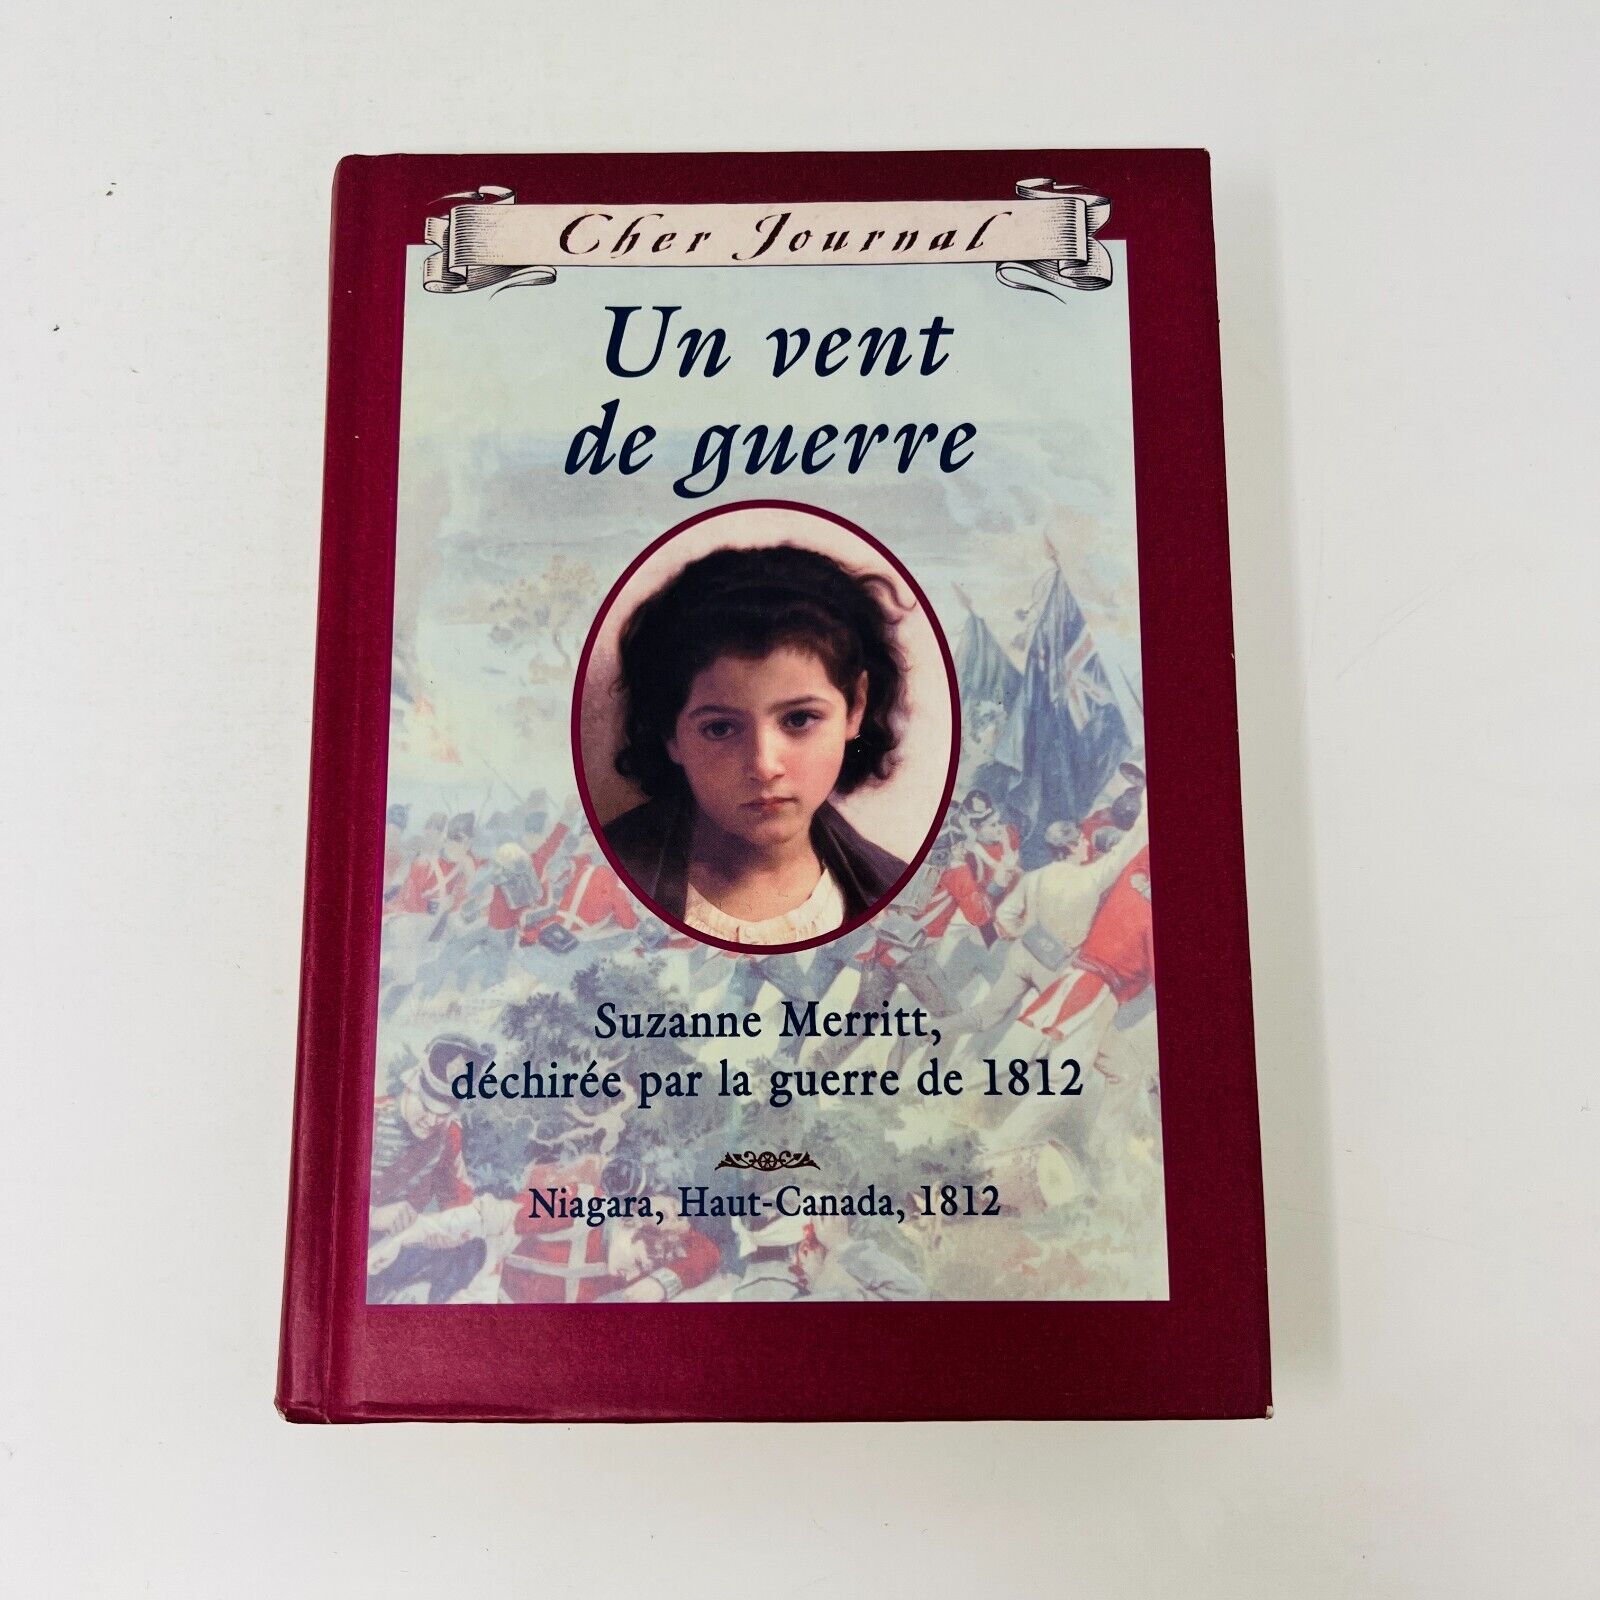 Cher Journal
Un vent
de guerre
Suzanne Merritt,
déchirée par la guerre de 1812
Niagara, Haut-Canada, 1812